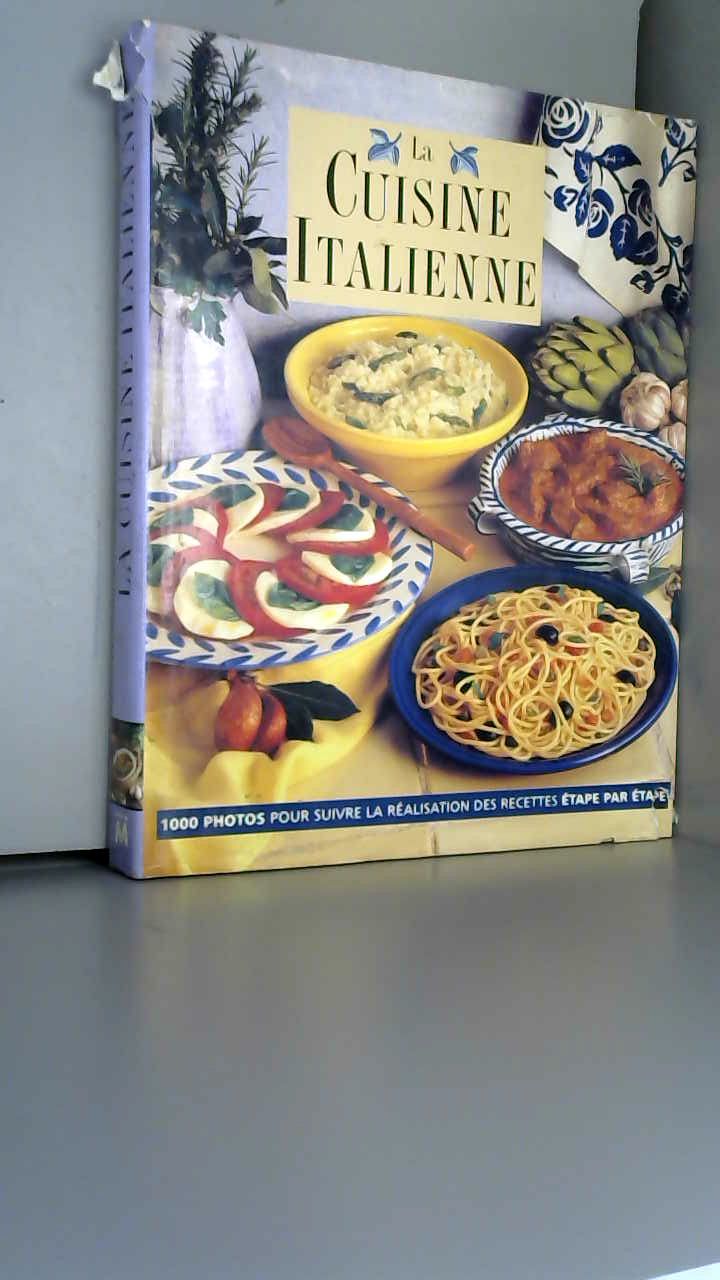 La
CUISINE
ITALIENNE
1000 PHOTOS POUR SUIVRE LA RÉALISATION DES RECETTES ÉTAPE PAR ÉTAPE
LA CUISINE ITALIENNE
M